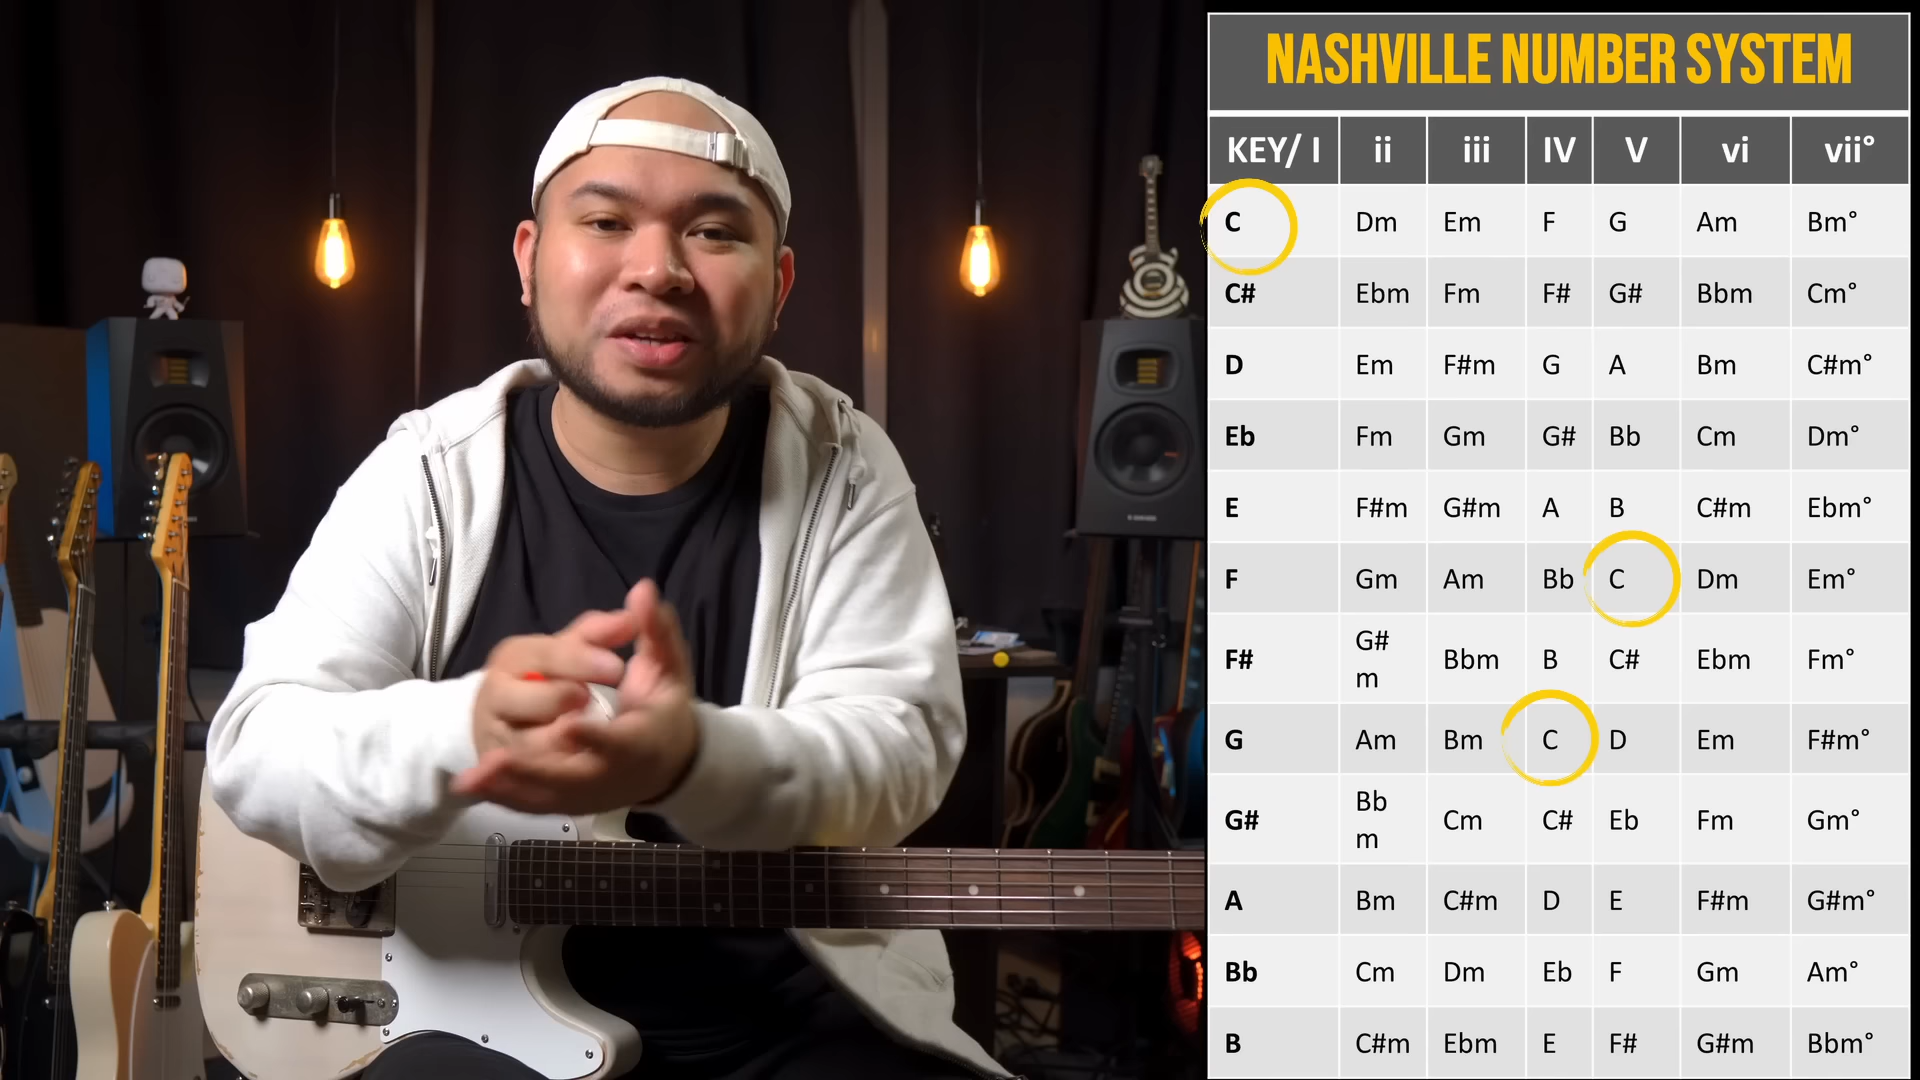 NASHVILLE NUMBER SYSTEM
KEY/ I ii iii IV V vi vii°
C Dm Em F G Am Bm°
C# Ebm Fm F# G# Bbm Cm°
D Em F#m G A Bm C#m°
Eb Fm Gm G# Bb Cm Dm°
E F#m G#m A B C#m Ebm°
F Gm Am Bb C Dm Em°
F# G# m Bbm B C# Ebm Fm°
G Am Bm C D Em F#m°
G# Bb m Cm C# Eb Fm Gm°
A Bm C#m D E F#m G#m°
Bb Cm Dm Eb F Gm Am°
B C#m Ebm E F# G#m Bbm°